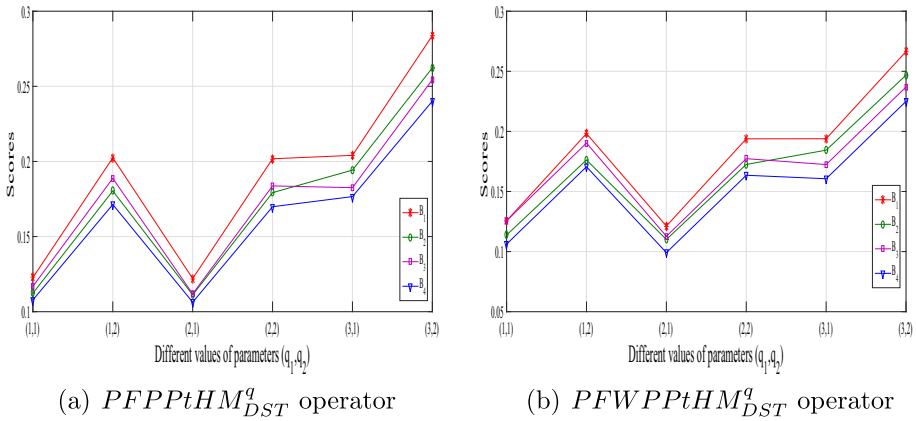 0.3
0.25
0.2
0.15
0.1
Scores
(1,1) (1,2) (2,1) (2,2) (3,1) (3,2)
Different values of parameters (q1,q2)
B1
B2
B3
B4
(a) PFPPtHM^q_DST operator
0.3
0.25
0.2
0.15
0.1
0.05
Scores
(1,1) (1,2) (2,1) (2,2) (3,1) (3,2)
Different values of parameters (q1,q2)
B1
B2
B3
B4
(b) PFWPPtHM^q_DST operator